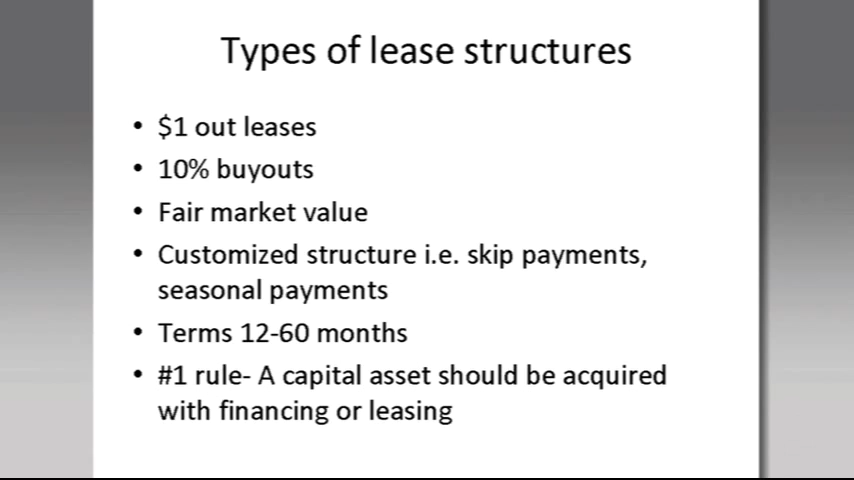 Types of lease structures
• $1 out leases
• 10% buyouts
• Fair market value
• Customized structure i.e. skip payments,
seasonal payments
• Terms 12-60 months
• #1 rule- A capital asset should be acquired
with financing or leasing